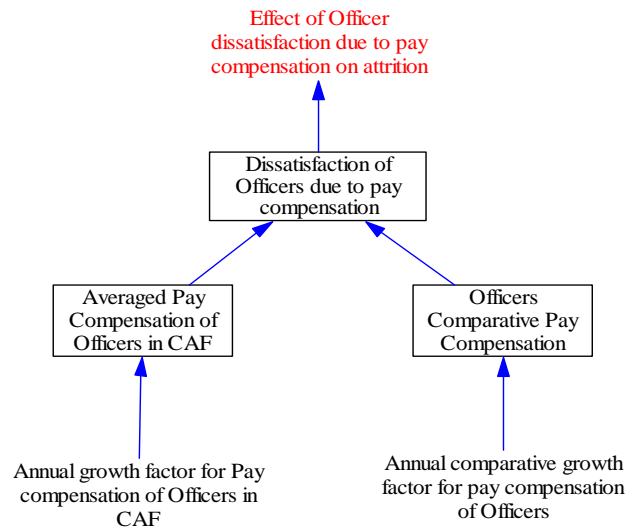 Effect of Officer
dissatisfaction due to pay
compensation on attrition
Dissatisfaction of
Officers due to pay
compensation
Averaged Pay
Compensation of
Officers in CAF
Officers
Comparative Pay
Compensation
Annual growth factor for Pay
compensation of Officers in
CAF
Annual comparative growth
factor for pay compensation
of Officers